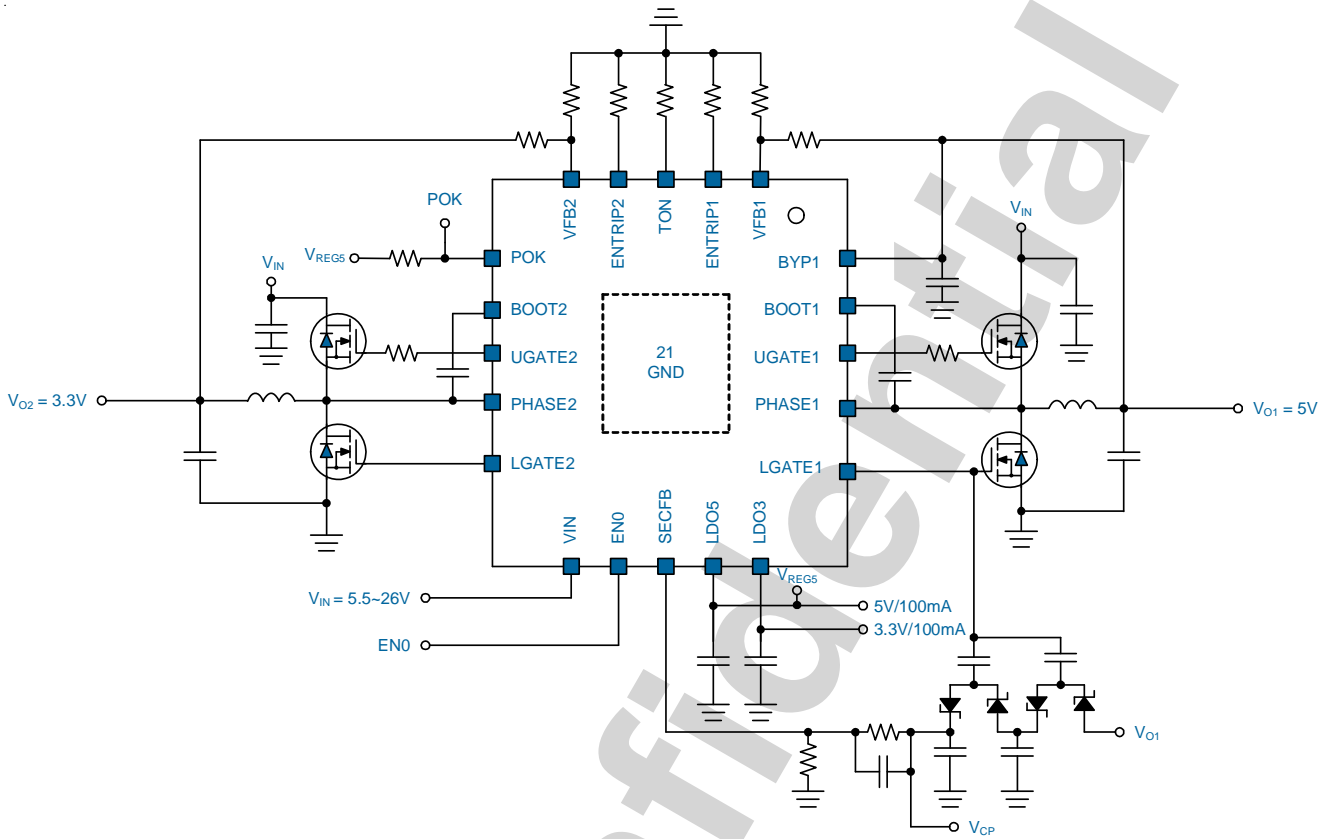 VFB2
ENTRIP2
TON
ENTRIP1
VFB1
POK
VREG5
POK
BYP1
VIN
VIN
BOOT2
BOOT1
UGATE2
21
GND
UGATE1
VO2 = 3.3V
PHASE2
PHASE1
VO1 = 5V
LGATE2
LGATE1
VIN
EN0
SECFB
LDO5
LDO3
VREG5
VIN = 5.5~26V
5V/100mA
3.3V/100mA
EN0
VO1
VCP
fidential